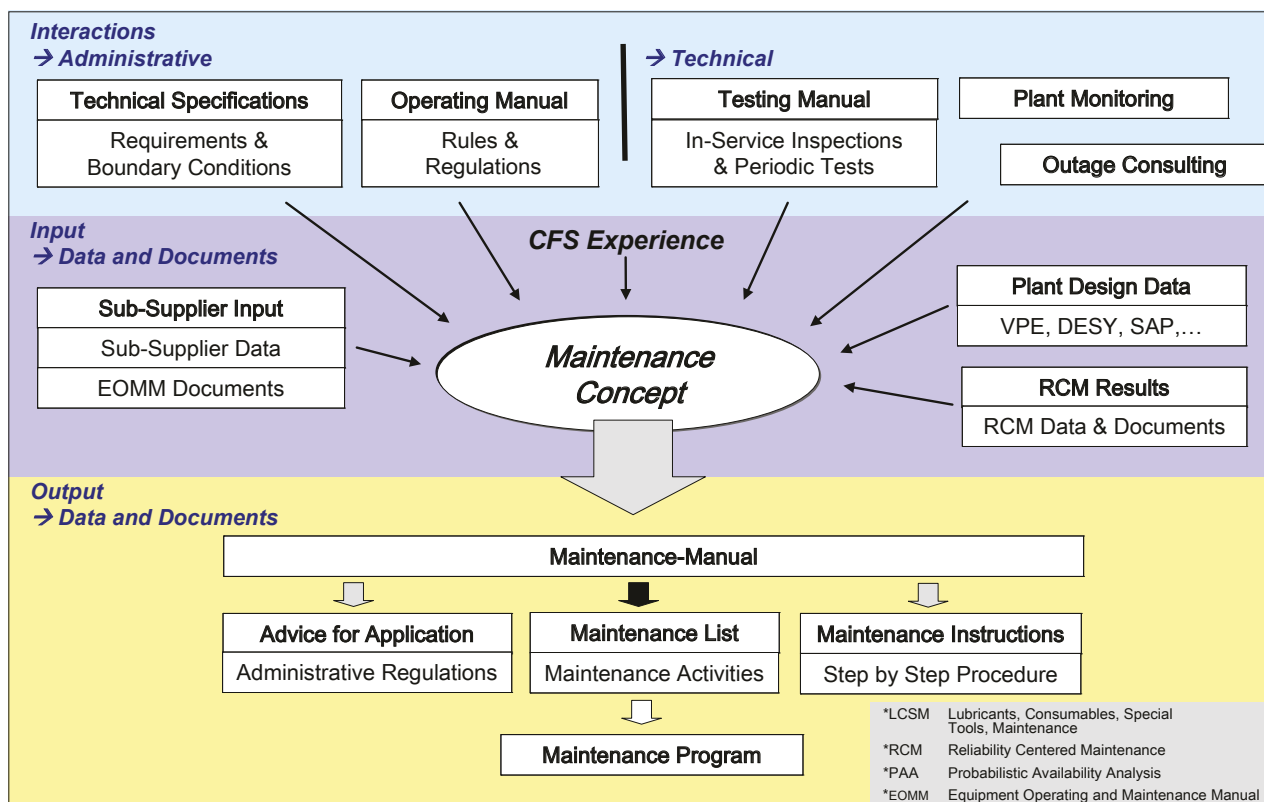 Interactions
→ Administrative
→ Technical
Technical Specifications
Requirements &
Boundary Conditions
Operating Manual
Rules &
Regulations
Testing Manual
In-Service Inspections
& Periodic Tests
Plant Monitoring
Outage Consulting
Input
→ Data and Documents
CFS Experience
Sub-Supplier Input
Sub-Supplier Data
EOMM Documents
Maintenance
Concept
Plant Design Data
VPE, DESY, SAP,...
RCM Results
RCM Data & Documents
Output
→ Data and Documents
Maintenance-Manual
Advice for Application
Administrative Regulations
Maintenance List
Maintenance Activities
Maintenance Instructions
Step by Step Procedure
Maintenance Program
*LCSM Lubricants, Consumables, Special
Tools, Maintenance
*RCM Reliability Centered Maintenance
*PAA Probabilistic Availability Analysis
*EOMM Equipment Operating and Maintenance Manual